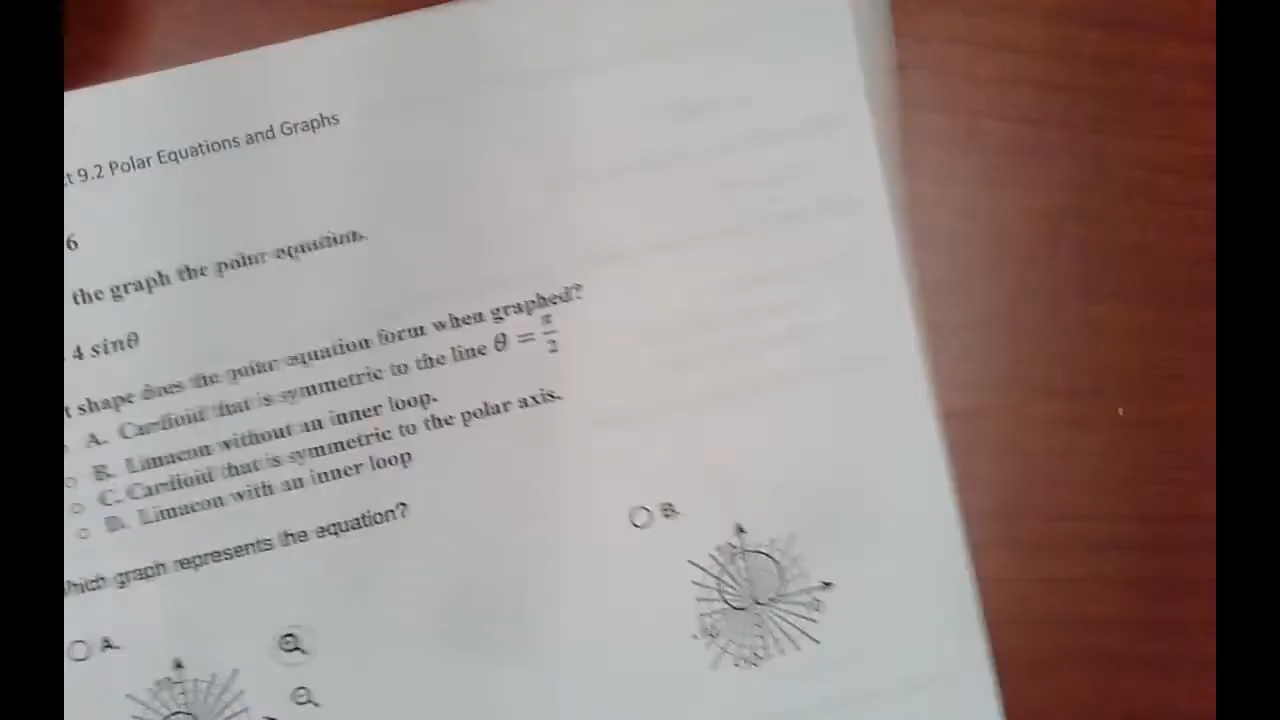 t 9.2 Polar Equations and Graphs
6
the graph the polar equation.
4 sinθ
t shape does the polar equation form when graphed?
A. Cardioid that is symmetric to the line θ = π/2
B. Limacon without an inner loop.
C. Cardioid that is symmetric to the polar axis.
D. Limacon with an inner loop
Which graph represents the equation?
A.
B.